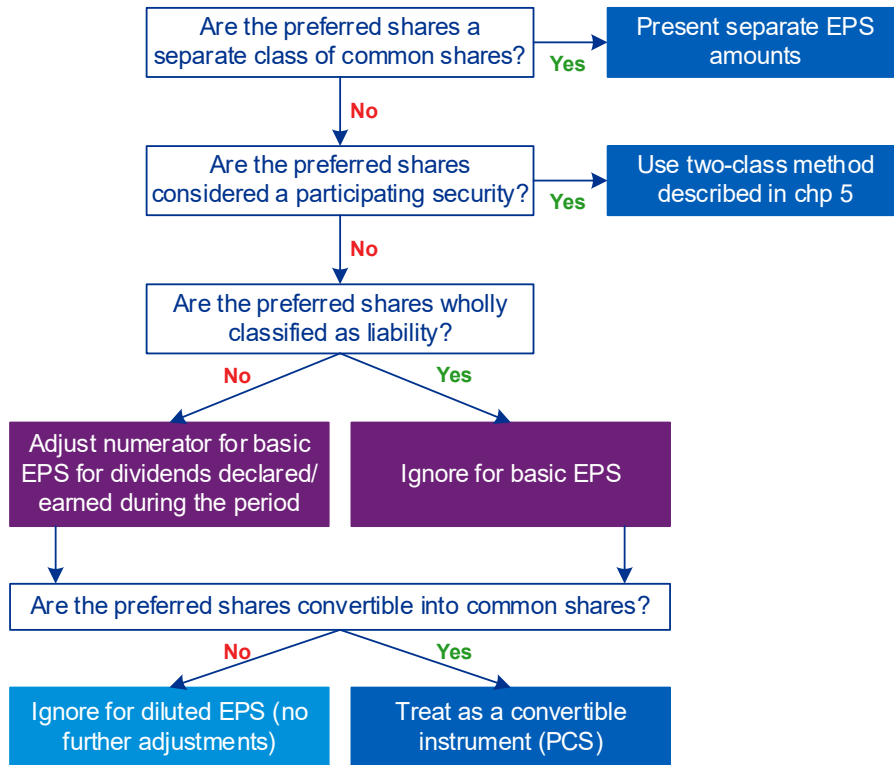 Are the preferred shares a
separate class of common shares?
Yes
Present separate EPS
amounts
No
Are the preferred shares
considered a participating security?
Yes
Use two-class method
described in chp 5
No
Are the preferred shares wholly
classified as liability?
No
Yes
Adjust numerator for basic
EPS for dividends declared/
earned during the period
Ignore for basic EPS
Are the preferred shares convertible into common shares?
No
Yes
Ignore for diluted EPS (no
further adjustments)
Treat as a convertible
instrument (PCS)